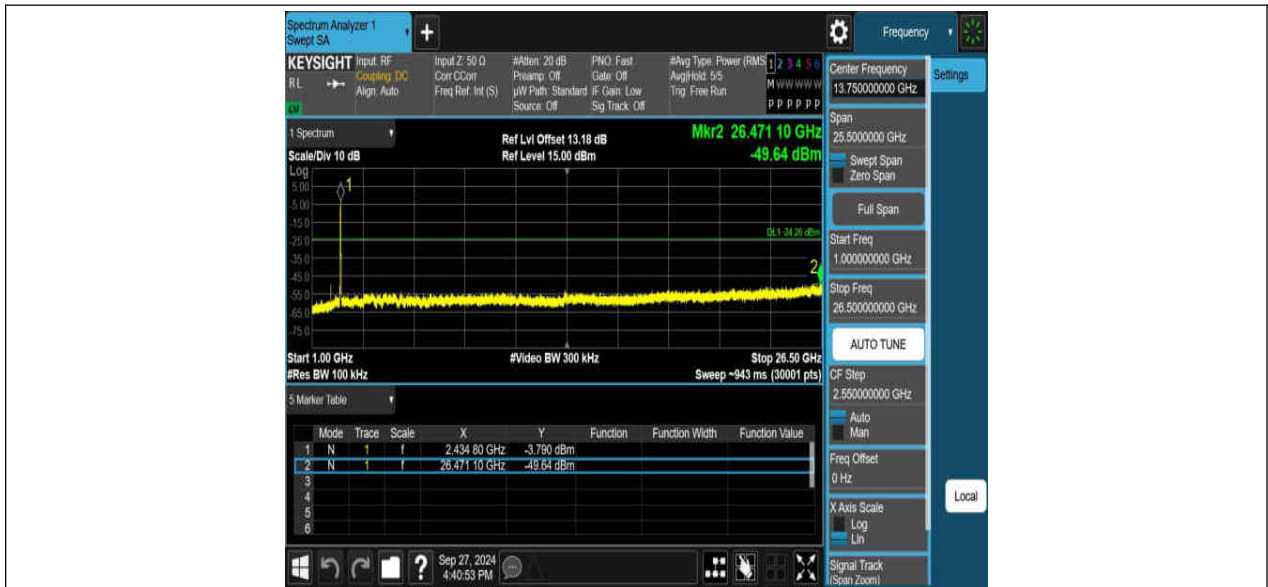 Spectrum Analyzer 1
Swept SA
+
Frequency
KEYSIGHT
RL
Input: RF
Coupling: DC
Align: Auto
Input Z: 50 Ω
Corr CCorr
Freq Ref: Int (S)
#Atten: 20 dB
Preamp: Off
µW Path: Standard
Source: Off
PNO: Fast
Gate: Off
IF Gain: Low
Sig Track: Off
#Avg Type: Power (RMS
Avg|Hold: 5/5
Trig: Free Run
1 2 3 4 5 6
M W W W W W
P P P P P P
1 Spectrum
Scale/Div 10 dB
Ref Lvl Offset 13.18 dB
Ref Level 15.00 dBm
Mkr2 26.471 10 GHz
-49.64 dBm
Log
5.00
-5.00
-15.0
-25.0
-35.0
-45.0
-55.0
-65.0
-75.0
1
DL1 -24.26 dBm
2
Start 1.00 GHz
#Video BW 300 kHz
Stop 26.50 GHz
#Res BW 100 kHz
Sweep ~943 ms (30001 pts)
5 Marker Table
Mode Trace Scale X Y Function Function Width Function Value
1 N 1 f 2.434 80 GHz -3.790 dBm
2 N 1 f 26.471 10 GHz -49.64 dBm
3
4
5
6
Sep 27, 2024
4:40:53 PM
?
Center Frequency
13.750000000 GHz
Settings
Span
25.5000000 GHz
Swept Span
Zero Span
Full Span
Start Freq
1.000000000 GHz
Stop Freq
26.500000000 GHz
AUTO TUNE
CF Step
2.550000000 GHz
Auto
Man
Freq Offset
0 Hz
X Axis Scale
Log
Lin
Local
Signal Track
(Span Zoom)